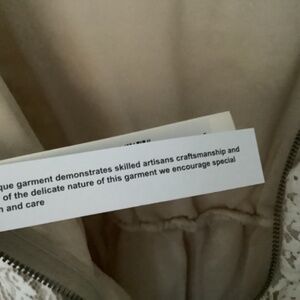 que garment demonstrates skilled artisans craftsmanship and
of the delicate nature of this garment we encourage special
n and care